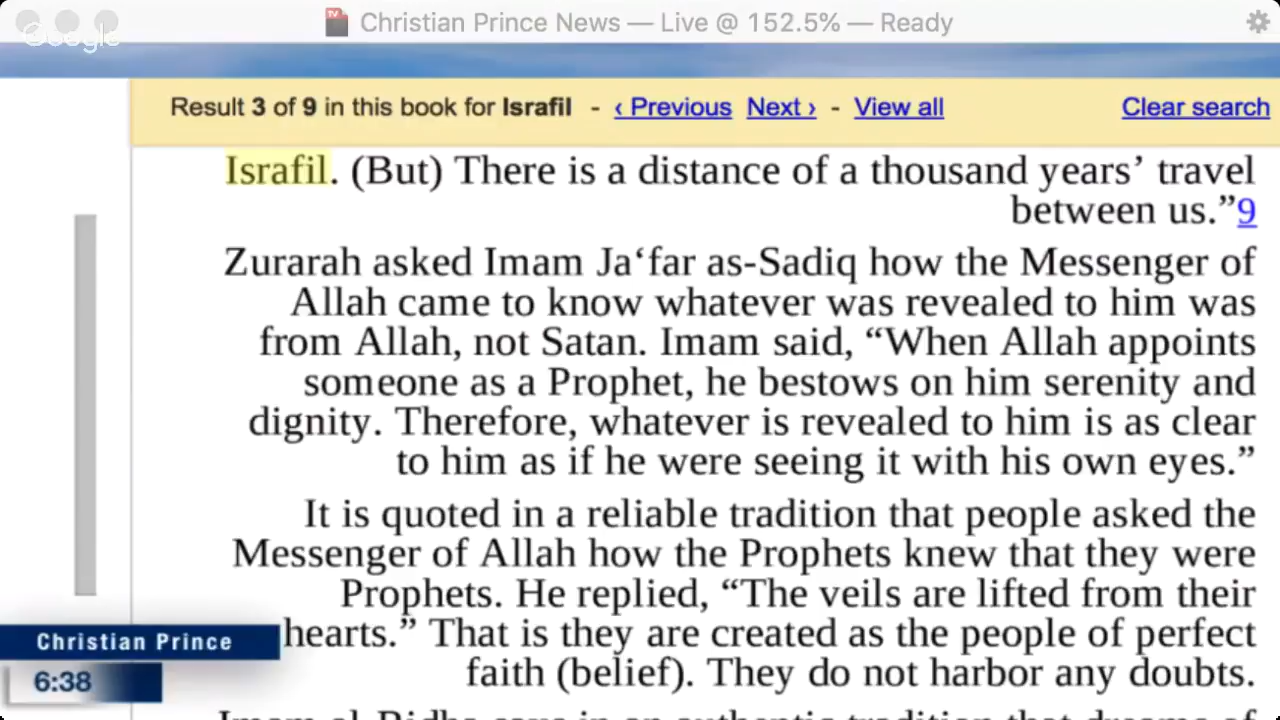 Christian Prince News — Live @ 152.5% — Ready
Google
Result 3 of 9 in this book for Israfil - ‹ Previous Next › - View all Clear search
Israfil. (But) There is a distance of a thousand years’ travel
between us.”9
Zurarah asked Imam Ja‘far as-Sadiq how the Messenger of
Allah came to know whatever was revealed to him was
from Allah, not Satan. Imam said, “When Allah appoints
someone as a Prophet, he bestows on him serenity and
dignity. Therefore, whatever is revealed to him is as clear
to him as if he were seeing it with his own eyes.”
It is quoted in a reliable tradition that people asked the
Messenger of Allah how the Prophets knew that they were
Prophets. He replied, “The veils are lifted from their
hearts.” That is they are created as the people of perfect
faith (belief). They do not harbor any doubts.
Christian Prince
6:38